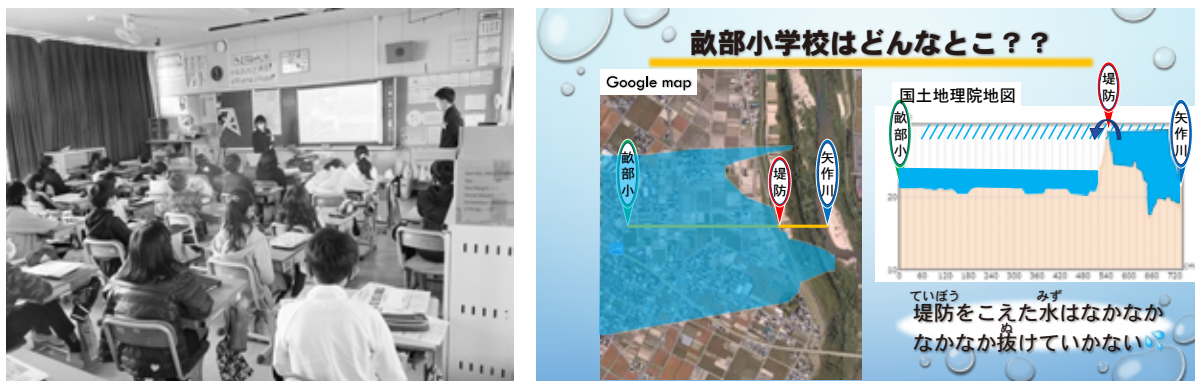 畝部小学校はどんなとこ？？
Google map
畝部小
堤防
矢作川
国土地理院地図
畝部小
堤防
矢作川
20
10
0 60 120 180 240 300 360 420 480 540 600 660 720
ていぼう みず
堤防をこえた水はなかなか
ぬ
なかなか抜けていかない